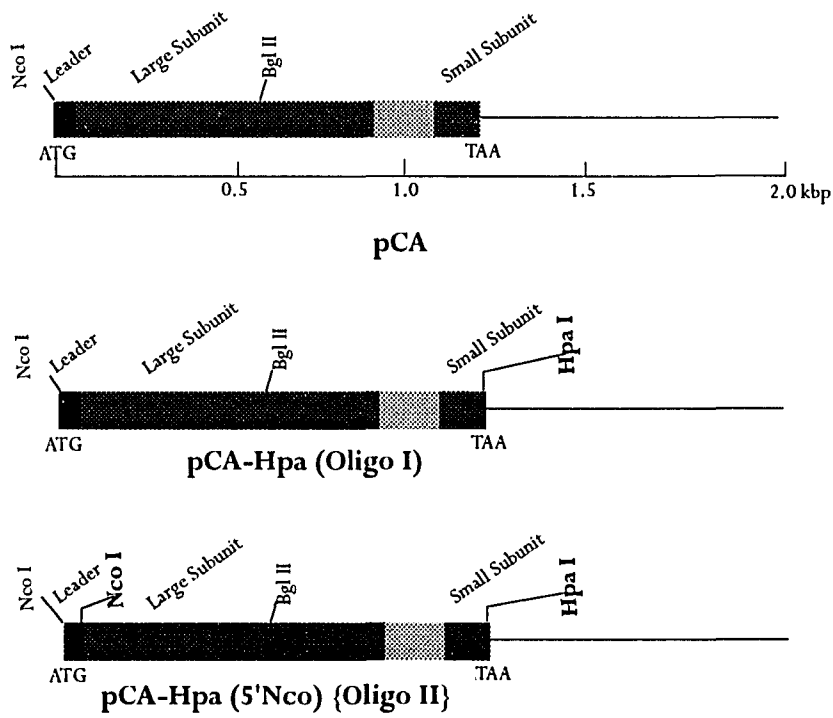 Nco I
Leader
Large Subunit
Bgl II
Small Subunit
ATG
TAA
0.5
1.0
1.5
2.0 kbp
pCA
Nco I
Leader
Large Subunit
Bgl II
Small Subunit
Hpa I
ATG
TAA
pCA-Hpa (Oligo I)
Nco I
Leader
Nco I
Large Subunit
Bgl II
Small Subunit
Hpa I
ATG
TAA
pCA-Hpa (5'Nco) {Oligo II}